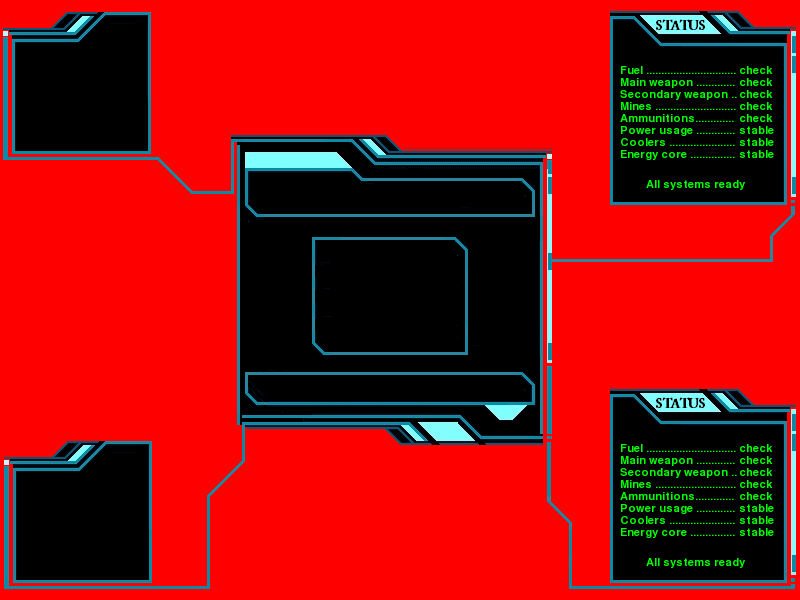 STATUS
Fuel .............................. check
Main weapon ............. check
Secondary weapon .. check
Mines ........................... check
Ammunitions............. check
Power usage ............. stable
Coolers ...................... stable
Energy core ............... stable
All systems ready
STATUS
Fuel .............................. check
Main weapon ............. check
Secondary weapon .. check
Mines ........................... check
Ammunitions............. check
Power usage ............. stable
Coolers ...................... stable
Energy core ............... stable
All systems ready